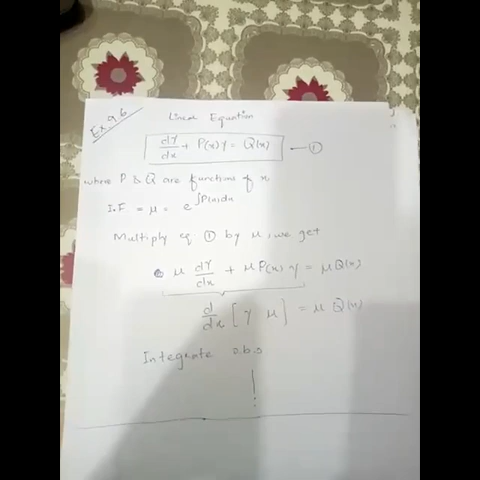 Ex 9.6
Linear Equation
dy/dx + P(x) y = Q(x) — ①
where P & Q are functions of x.
I.F = μ = e^∫P(x)dx
Multiply eq ① by μ, we get
μ dy/dx + μ P(x) y = μ Q(x)
d/dx [ y μ ] = μ Q(x)
Integrate o.b.s